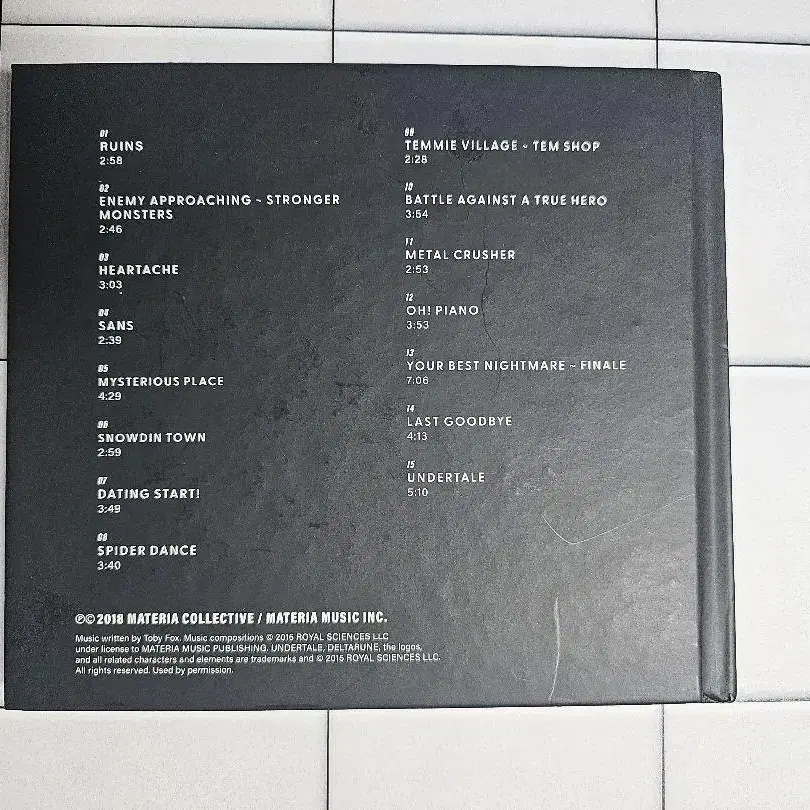 01
RUINS
2:58
02
ENEMY APPROACHING ~ STRONGER
MONSTERS
2:46
03
HEARTACHE
3:03
04
SANS
2:39
05
MYSTERIOUS PLACE
4:29
06
SNOWDIN TOWN
2:59
07
DATING START!
3:49
08
SPIDER DANCE
3:40
09
TEMMIE VILLAGE ~ TEM SHOP
2:28
10
BATTLE AGAINST A TRUE HERO
3:54
11
METAL CRUSHER
2:53
12
OH! PIANO
3:53
13
YOUR BEST NIGHTMARE ~ FINALE
7:06
14
LAST GOODBYE
4:13
15
UNDERTALE
5:10
℗© 2018 MATERIA COLLECTIVE / MATERIA MUSIC INC.
Music written by Toby Fox. Music compositions © 2015 ROYAL SCIENCES LLC
under license to MATERIA MUSIC PUBLISHING. UNDERTALE, DELTARUNE, the logos,
and all related characters and elements are trademarks and © 2015 ROYAL SCIENCES LLC.
All rights reserved. Used by permission.